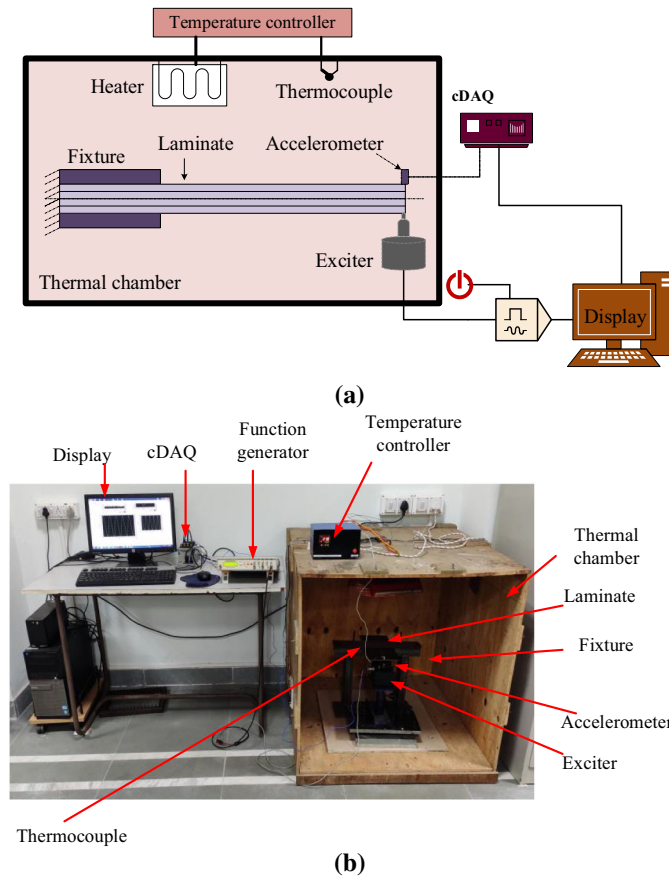 Temperature controller
Heater
Thermocouple
cDAQ
Laminate
Accelerometer
Fixture
Exciter
Thermal chamber
Display
(a)
Temperature
controller
Function
generator
cDAQ
Display
Thermal
chamber
Laminate
Fixture
Accelerometer
Exciter
Thermocouple
(b)